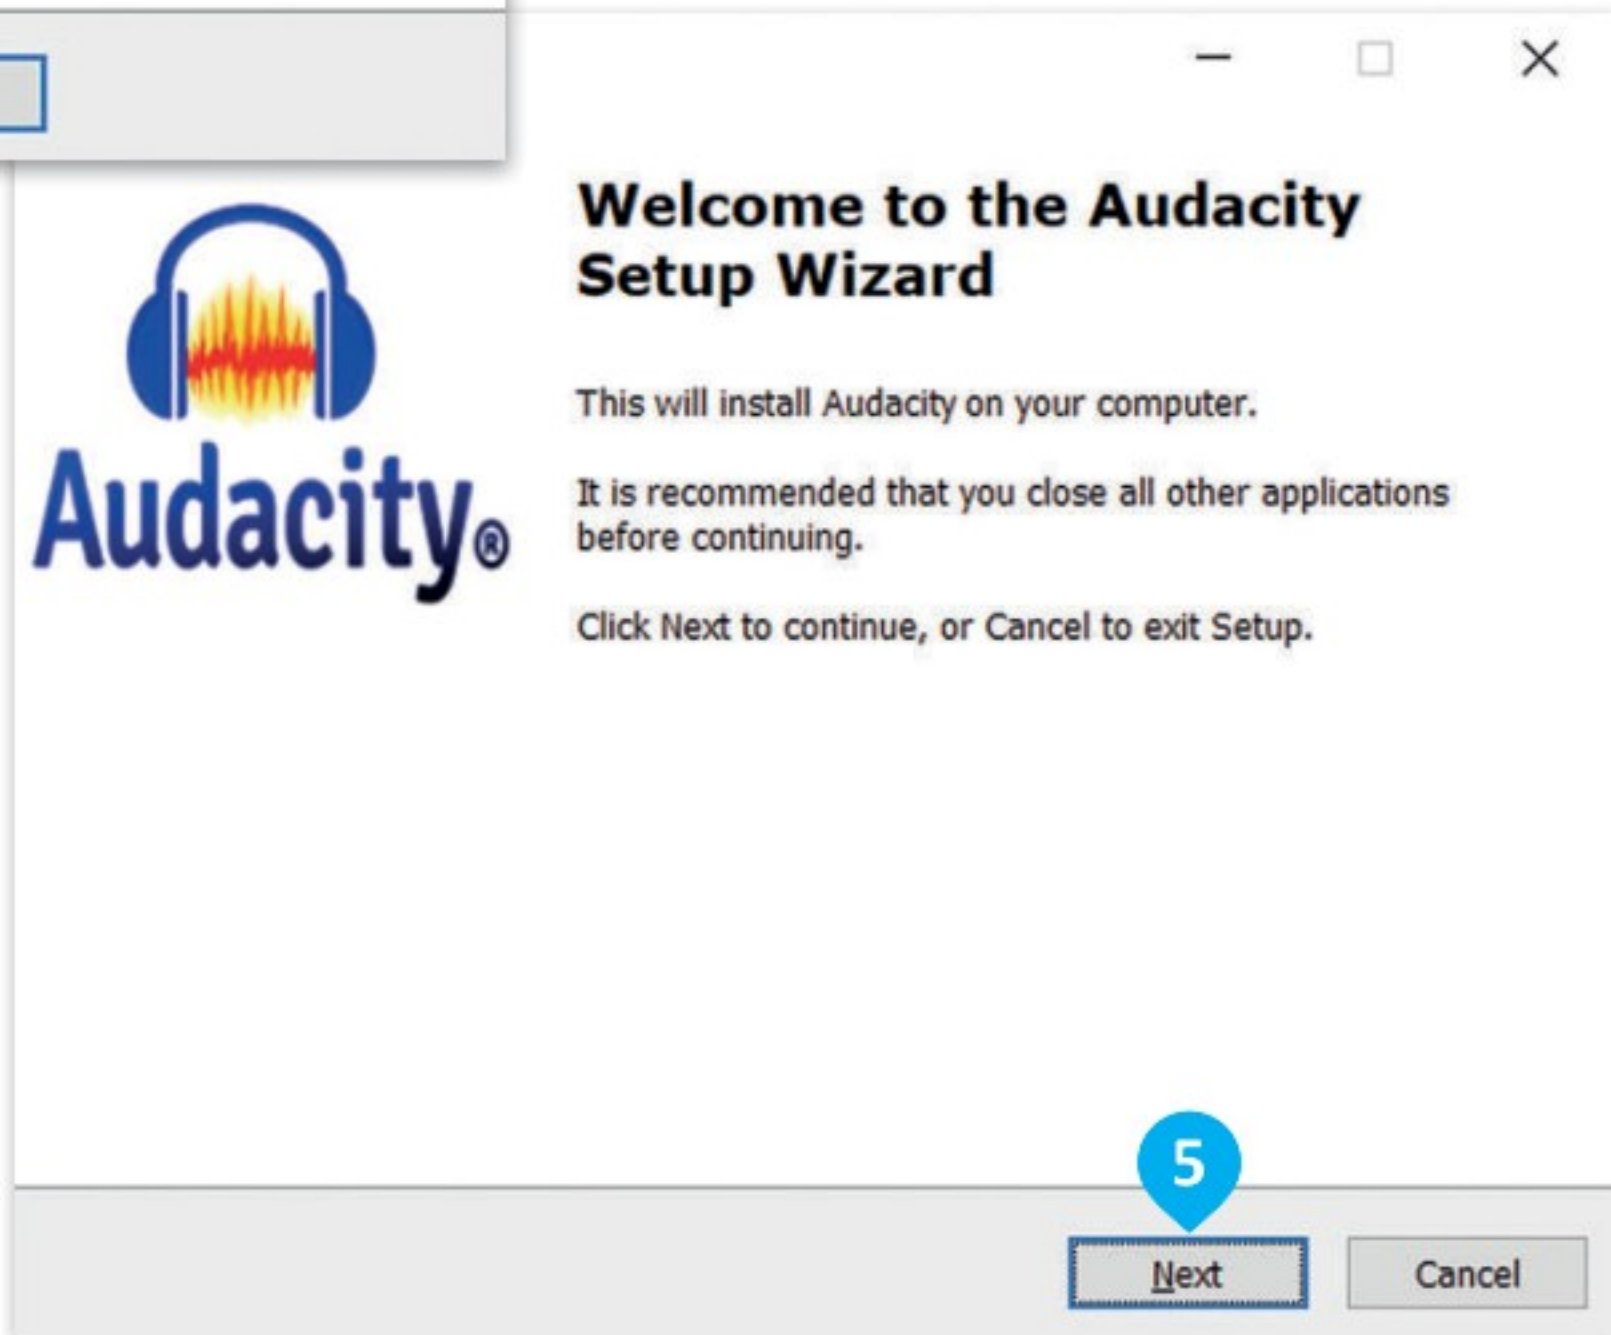 Welcome to the Audacity
Setup Wizard
Audacity®
This will install Audacity on your computer.
It is recommended that you close all other applications
before continuing.
Click Next to continue, or Cancel to exit Setup.
5
Next
Cancel